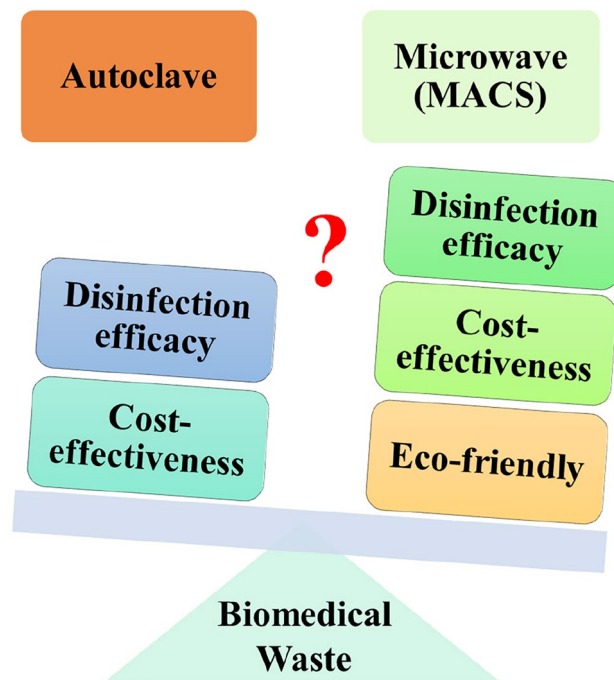 Autoclave
Microwave
(MACS)
?
Disinfection
efficacy
Cost-
effectiveness
Disinfection
efficacy
Cost-
effectiveness
Eco-friendly
Biomedical
Waste